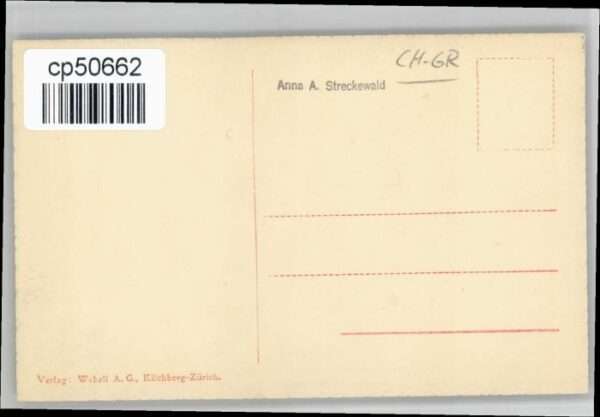 cp50662
CH-GR
Anna A. Streckewald
Verlag: Wehrli A. G., Kilchberg-Zürich.